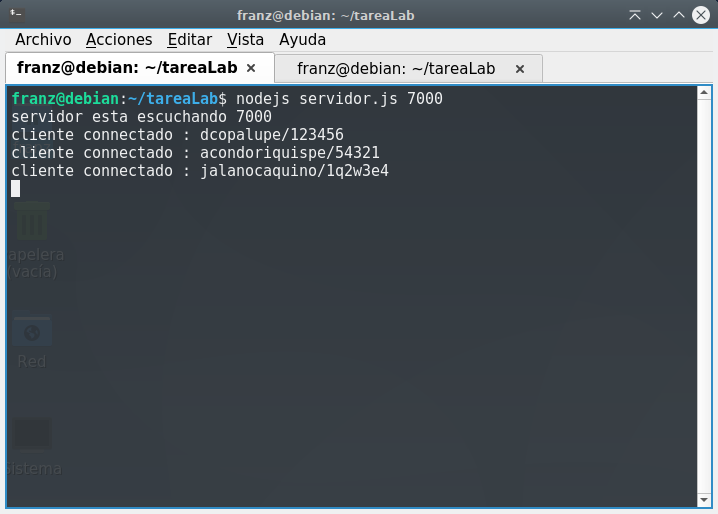 franz@debian: ~/tareaLab
Archivo Acciones Editar Vista Ayuda
franz@debian: ~/tareaLab × franz@debian: ~/tareaLab ×
franz@debian:~/tareaLab$ nodejs servidor.js 7000
servidor esta escuchando 7000
cliente connectado : dcopalupe/123456
cliente connectado : acondoriquispe/54321
cliente connectado : jalanocaquino/1q2w3e4
apelera
(vacía)
Red
Sistema